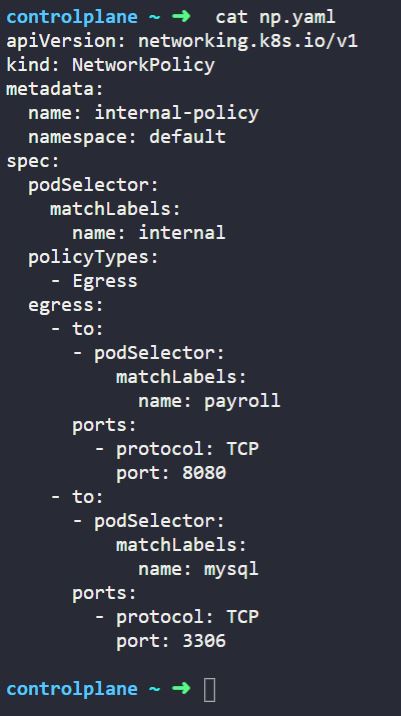 controlplane ~ ➜  cat np.yaml
apiVersion: networking.k8s.io/v1
kind: NetworkPolicy
metadata:
  name: internal-policy
  namespace: default
spec:
  podSelector:
    matchLabels:
      name: internal
  policyTypes:
    - Egress
  egress:
    - to:
      - podSelector:
          matchLabels:
            name: payroll
      ports:
        - protocol: TCP
          port: 8080
    - to:
      - podSelector:
          matchLabels:
            name: mysql
      ports:
        - protocol: TCP
          port: 3306

controlplane ~ ➜